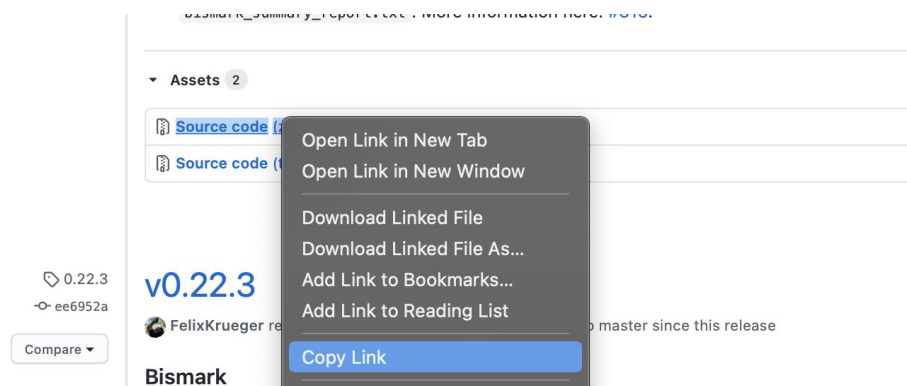 bismark_summary_report.txt . More information here: #313.
Assets 2
Source code (z
Source code (t
Open Link in New Tab
Open Link in New Window
Download Linked File
Download Linked File As...
Add Link to Bookmarks...
Add Link to Reading List
Copy Link
0.22.3
ee6952a
Compare
v0.22.3
FelixKrueger re
o master since this release
Bismark